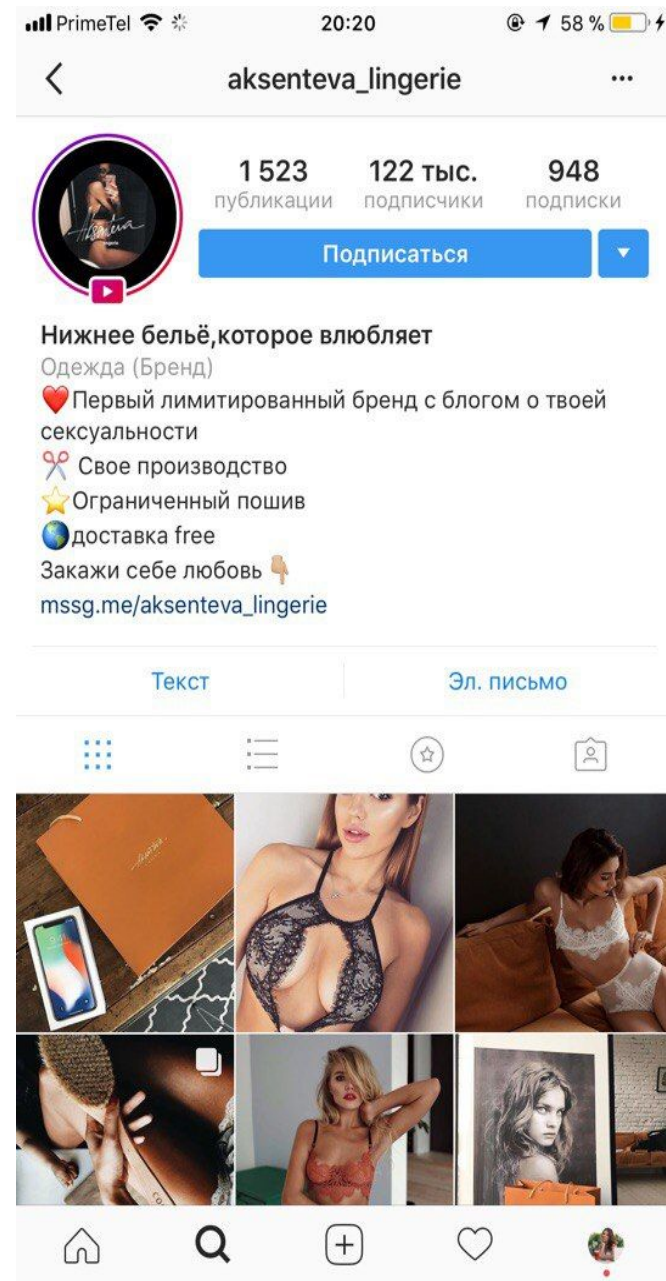 PrimeTel 20:20 58 %
aksenteva_lingerie
1 523 122 тыс. 948
публикации подписчики подписки
Подписаться
Нижнее бельё,которое влюбляет
Одежда (Бренд)
❤️Первый лимитированный бренд с блогом о твоей
сексуальности
✂️ Свое производство
⭐Ограниченный пошив
🌎доставка free
Закажи себе любовь 👇🏼
mssg.me/aksenteva_lingerie
Текст Эл. письмо